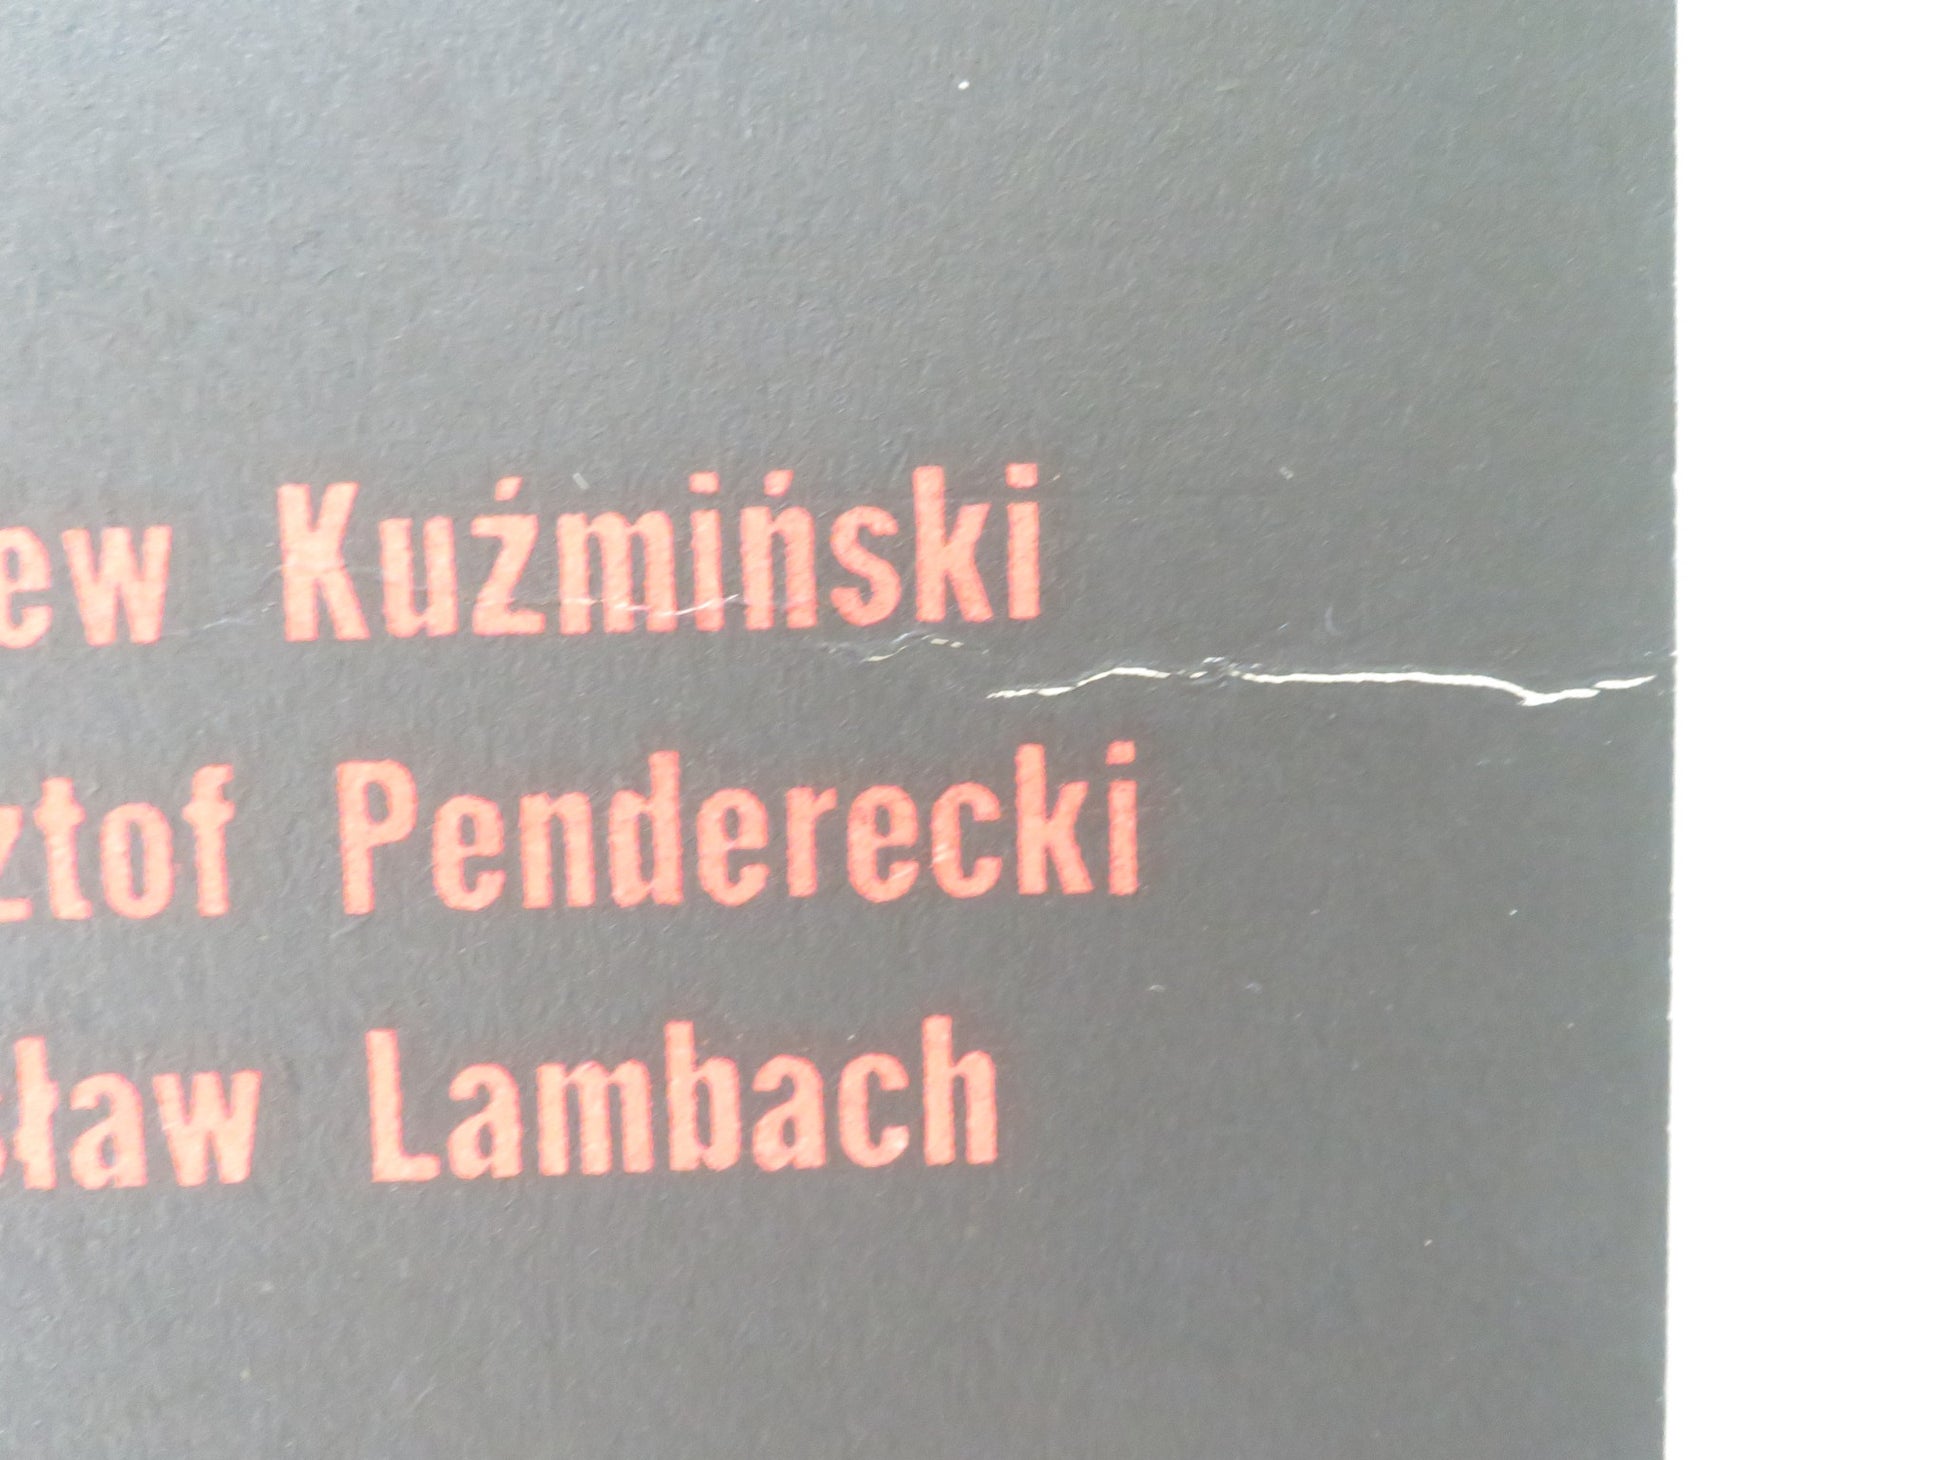 ew Kuźmiński
ztof Penderecki
sław Lambach